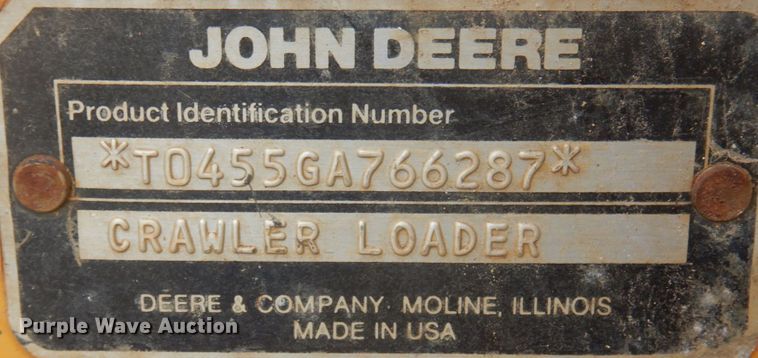 JOHN DEERE
Product Identification Number
*T0455GA766287*
CRAWLER LOADER
DEERE & COMPANY MOLINE, ILLINOIS
MADE IN USA
Purple Wave Auction